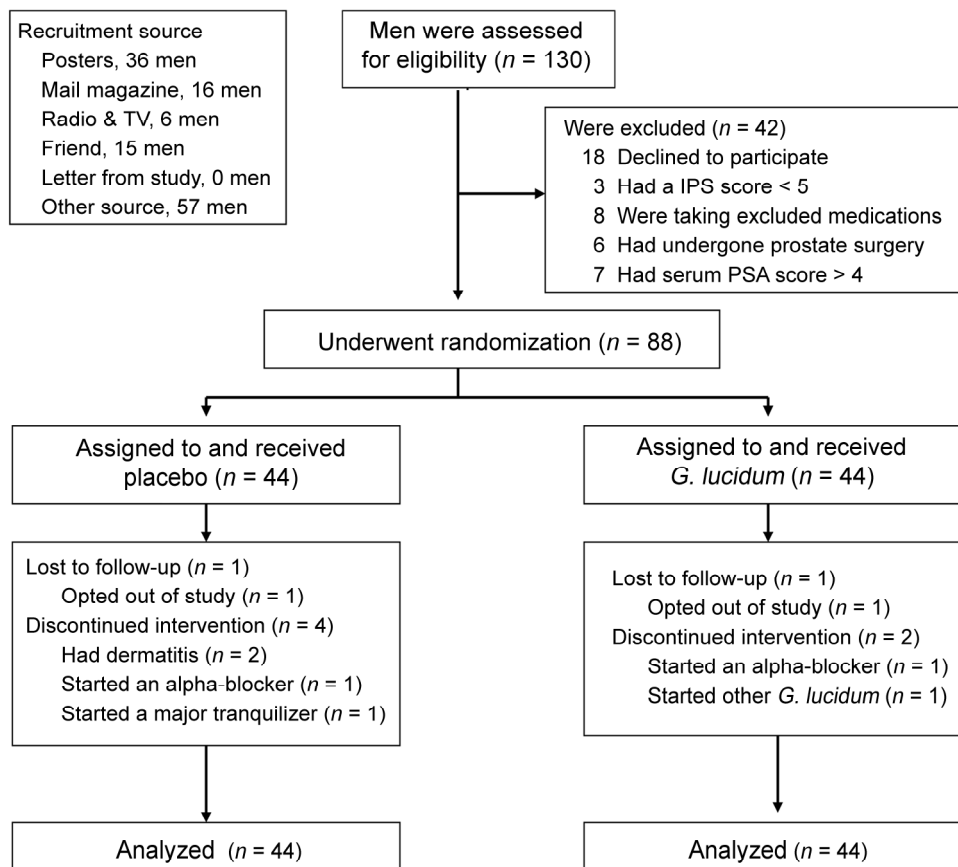 Recruitment source
Posters, 36 men
Mail magazine, 16 men
Radio & TV, 6 men
Friend, 15 men
Letter from study, 0 men
Other source, 57 men
Men were assessed
for eligibility (n = 130)
Were excluded (n = 42)
18 Declined to participate
3 Had a IPS score < 5
8 Were taking excluded medications
6 Had undergone prostate surgery
7 Had serum PSA score > 4
Underwent randomization (n = 88)
Assigned to and received
placebo (n = 44)
Assigned to and received
G. lucidum (n = 44)
Lost to follow-up (n = 1)
Opted out of study (n = 1)
Discontinued intervention (n = 4)
Had dermatitis (n = 2)
Started an alpha-blocker (n = 1)
Started a major tranquilizer (n = 1)
Lost to follow-up (n = 1)
Opted out of study (n = 1)
Discontinued intervention (n = 2)
Started an alpha-blocker (n = 1)
Started other G. lucidum (n = 1)
Analyzed (n = 44)
Analyzed (n = 44)